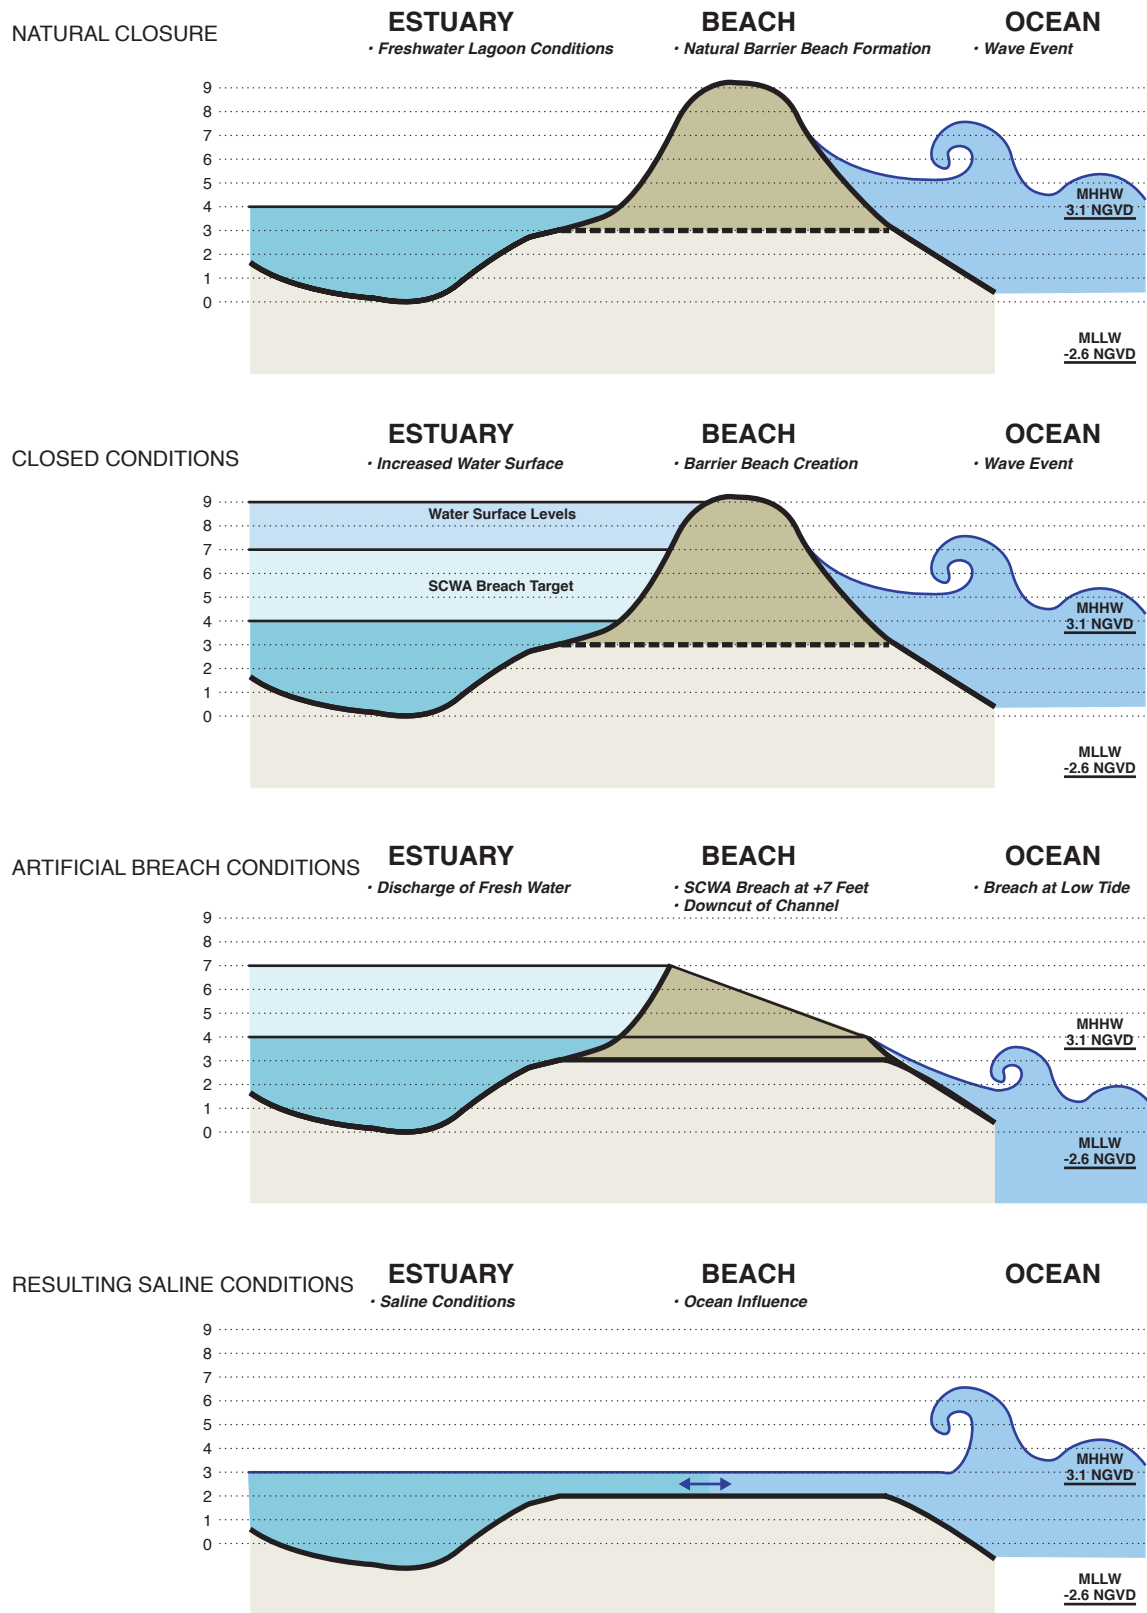 NATURAL CLOSURE
ESTUARY
BEACH
OCEAN
• Freshwater Lagoon Conditions
• Natural Barrier Beach Formation
• Wave Event
9
8
7
6
5
4
3
2
1
0
MHHW
3.1 NGVD
MLLW
-2.6 NGVD
CLOSED CONDITIONS
ESTUARY
BEACH
OCEAN
• Increased Water Surface
• Barrier Beach Creation
• Wave Event
9
8
7
6
5
4
3
2
1
0
Water Surface Levels
SCWA Breach Target
MHHW
3.1 NGVD
MLLW
-2.6 NGVD
ARTIFICIAL BREACH CONDITIONS
ESTUARY
BEACH
OCEAN
• Discharge of Fresh Water
• SCWA Breach at +7 Feet
• Downcut of Channel
• Breach at Low Tide
9
8
7
6
5
4
3
2
1
0
MHHW
3.1 NGVD
MLLW
-2.6 NGVD
RESULTING SALINE CONDITIONS
ESTUARY
BEACH
OCEAN
• Saline Conditions
• Ocean Influence
9
8
7
6
5
4
3
2
1
0
MHHW
3.1 NGVD
MLLW
-2.6 NGVD